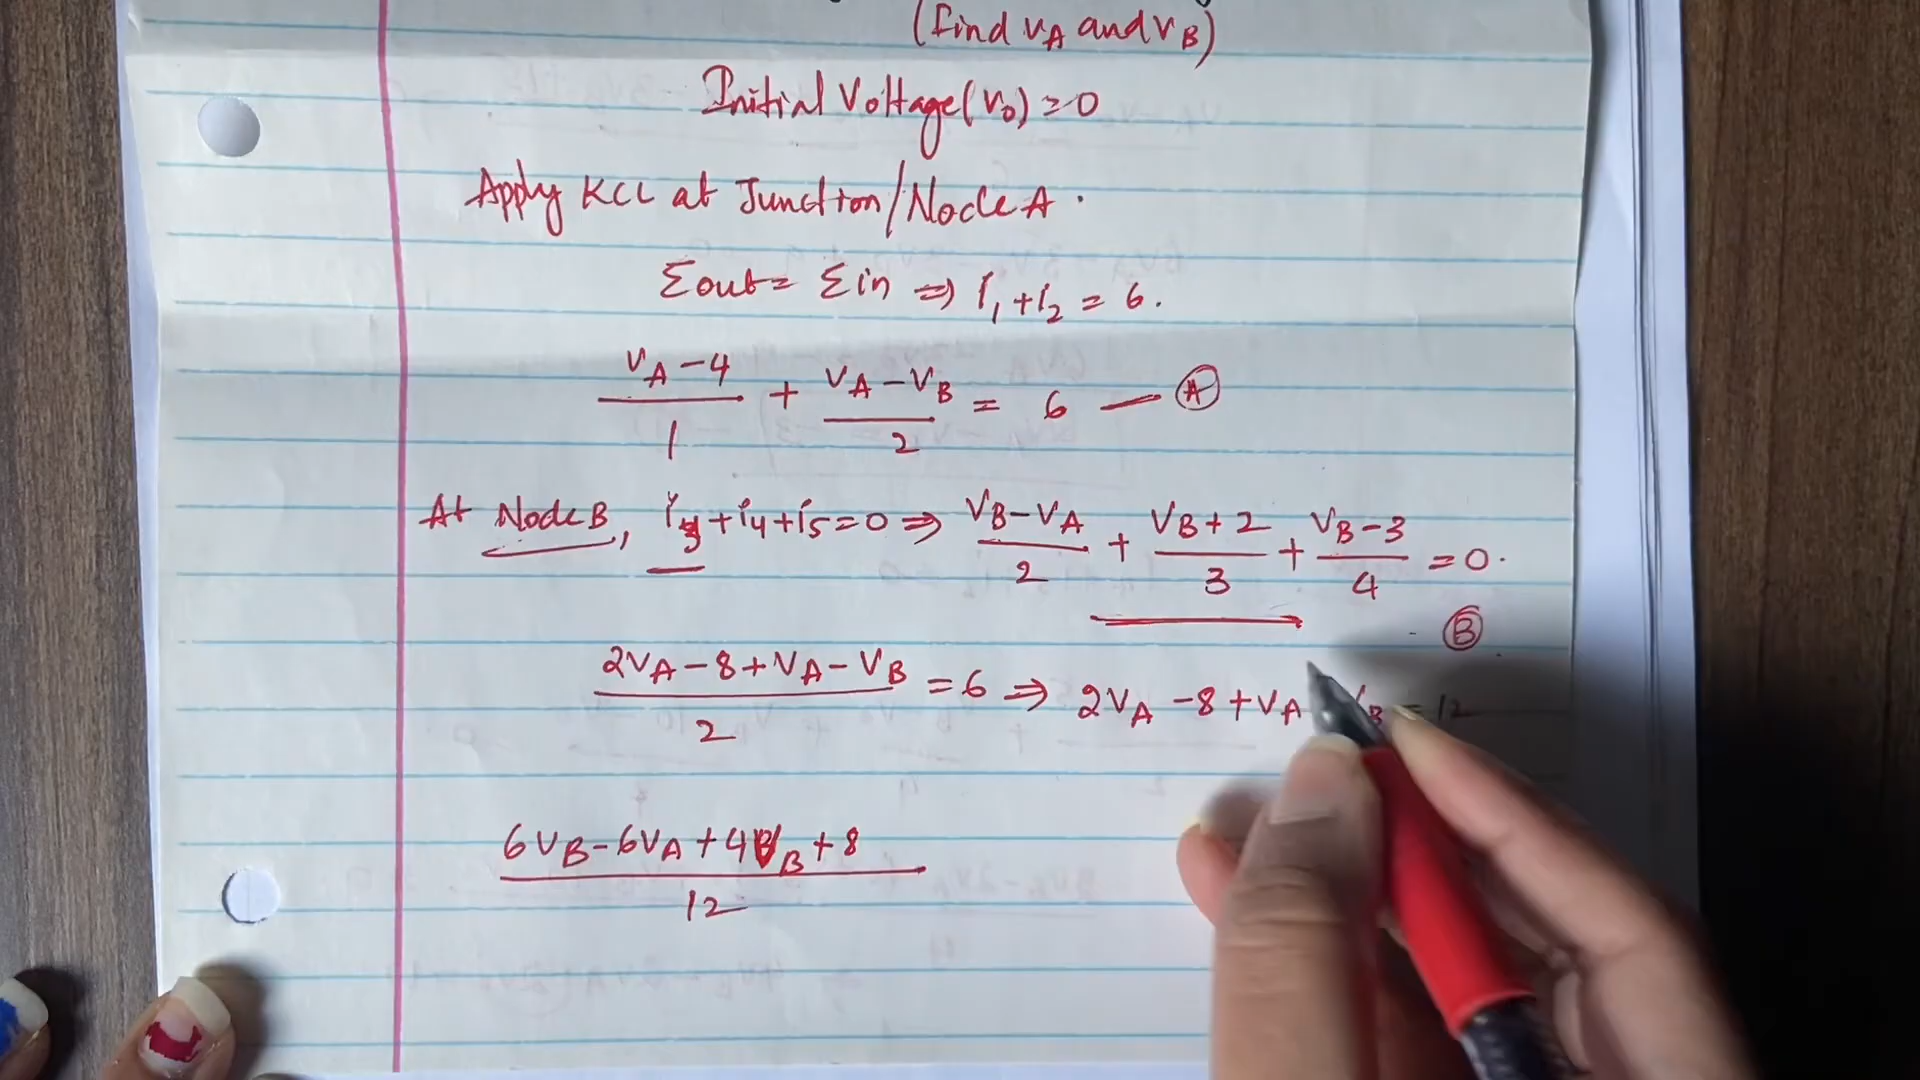 (find VA and VB)
Initial Voltage (V0) = 0
Apply KCL at Junction/Node A.
Σout = Σin ⇒ i1 + i2 = 6.
(VA - 4)/1 + (VA - VB)/2 = 6 — (A)
At Node B, i3 + i4 + i5 = 0 ⇒ (VB - VA)/2 + (VB + 2)/3 + (VB - 3)/4 = 0.
(B)
(2VA - 8 + VA - VB)/2 = 6 ⇒ 2VA - 8 + VA B = 12
(6VB - 6VA + 4VB + 8)/12